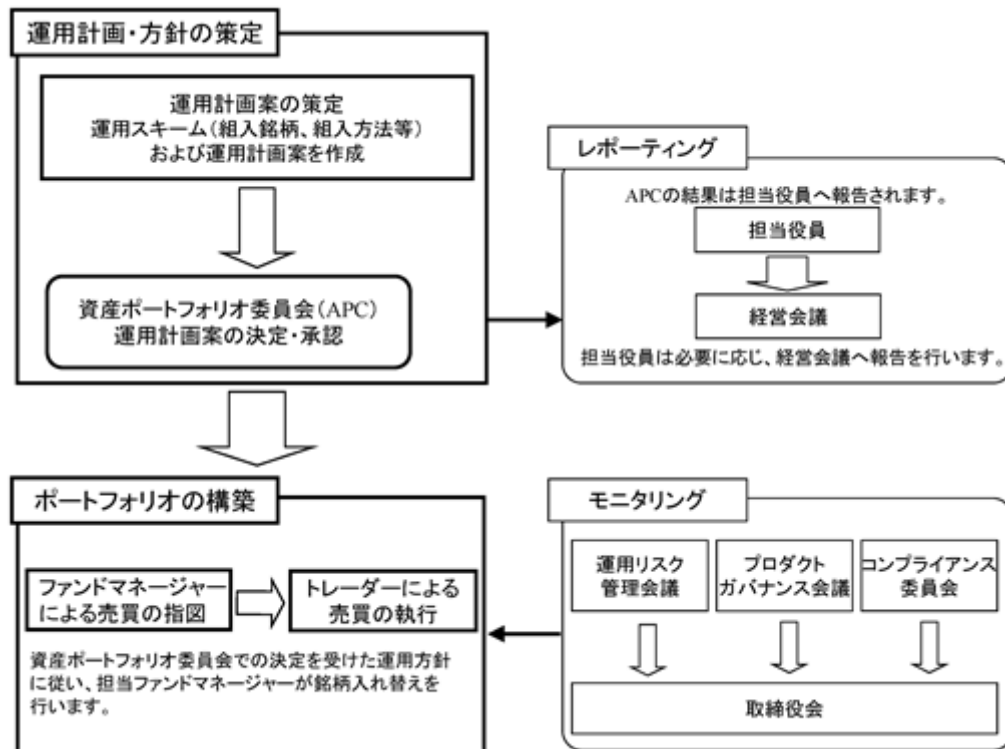 運用計画・方針の策定
運用計画案の策定
運用スキーム（組入銘柄、組入方法等）
および運用計画案を作成
資産ポートフォリオ委員会（APC）
運用計画案の決定・承認
レポーティング
APCの結果は担当役員へ報告されます。
担当役員
経営会議
担当役員は必要に応じ、経営会議へ報告を行います。
ポートフォリオの構築
ファンドマネージャー
による売買の指図
トレーダーによる
売買の執行
資産ポートフォリオ委員会での決定を受けた運用方針
に従い、担当ファンドマネージャーが銘柄入れ替えを
行います。
モニタリング
運用リスク
管理会議
プロダクト
ガバナンス会議
コンプライアンス
委員会
取締役会